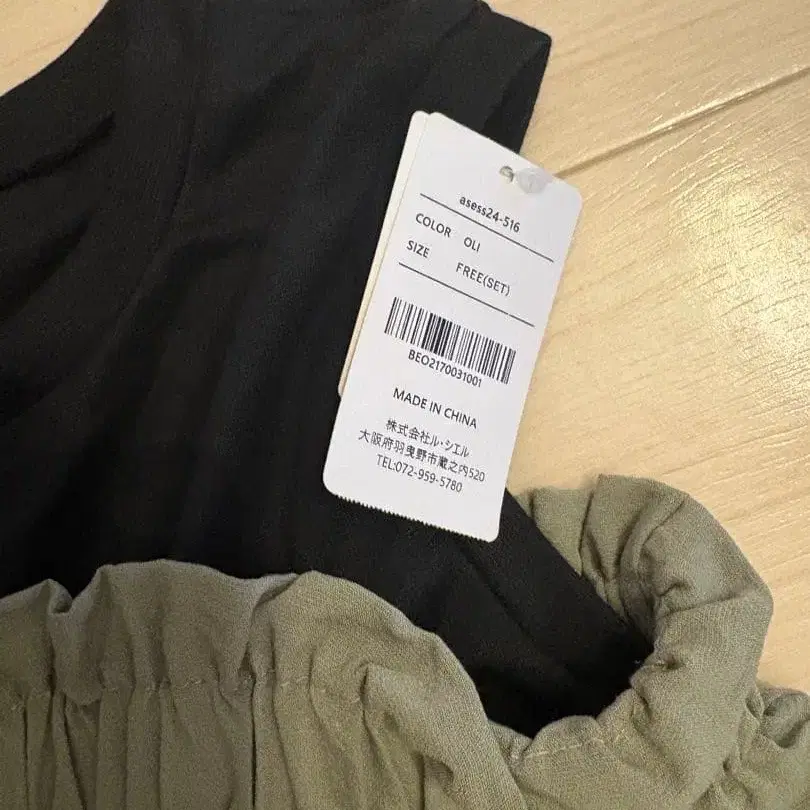 asess24-516
COLOR OLI
SIZE FREE(SET)
BEO2170031001
MADE IN CHINA
株式会社ル・シエル
大阪府羽曳野市蔵之内520
TEL:072-959-5780